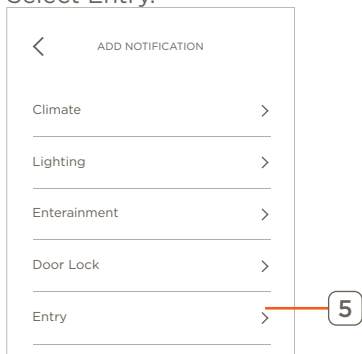 Select Entry.
ADD NOTIFICATION
Climate
Lighting
Enterainment
Door Lock
Entry
5